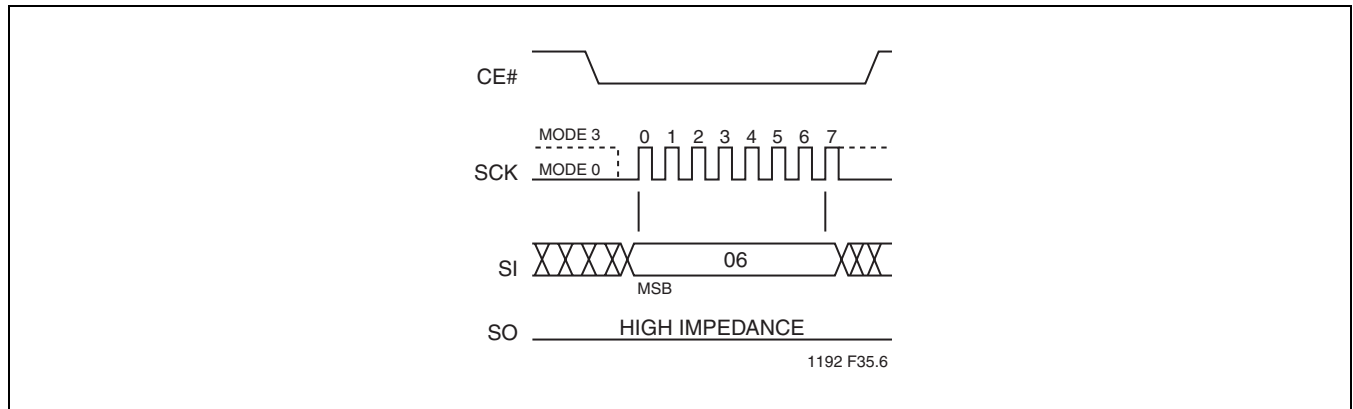 CE#
MODE 3
0 1 2 3 4 5 6 7
SCK
MODE 0
SI
06
MSB
SO
HIGH IMPEDANCE
1192 F35.6